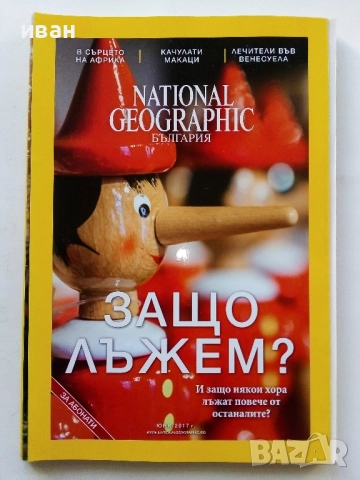 иван
В СЪРЦЕТО
НА АФРИКА
КАЧУЛАТИ
МАКАЦИ
ЛЕЧИТЕЛИ ВЪВ
ВЕНЕСУЕЛА
NATIONAL
GEOGRAPHIC
БЪЛГАРИЯ
ЗАЩО
ЛЪЖЕМ?
И защо някои хора
лъжат повече от
останалите?
ЗА АБОНАТИ
2017 г.
BAZAR